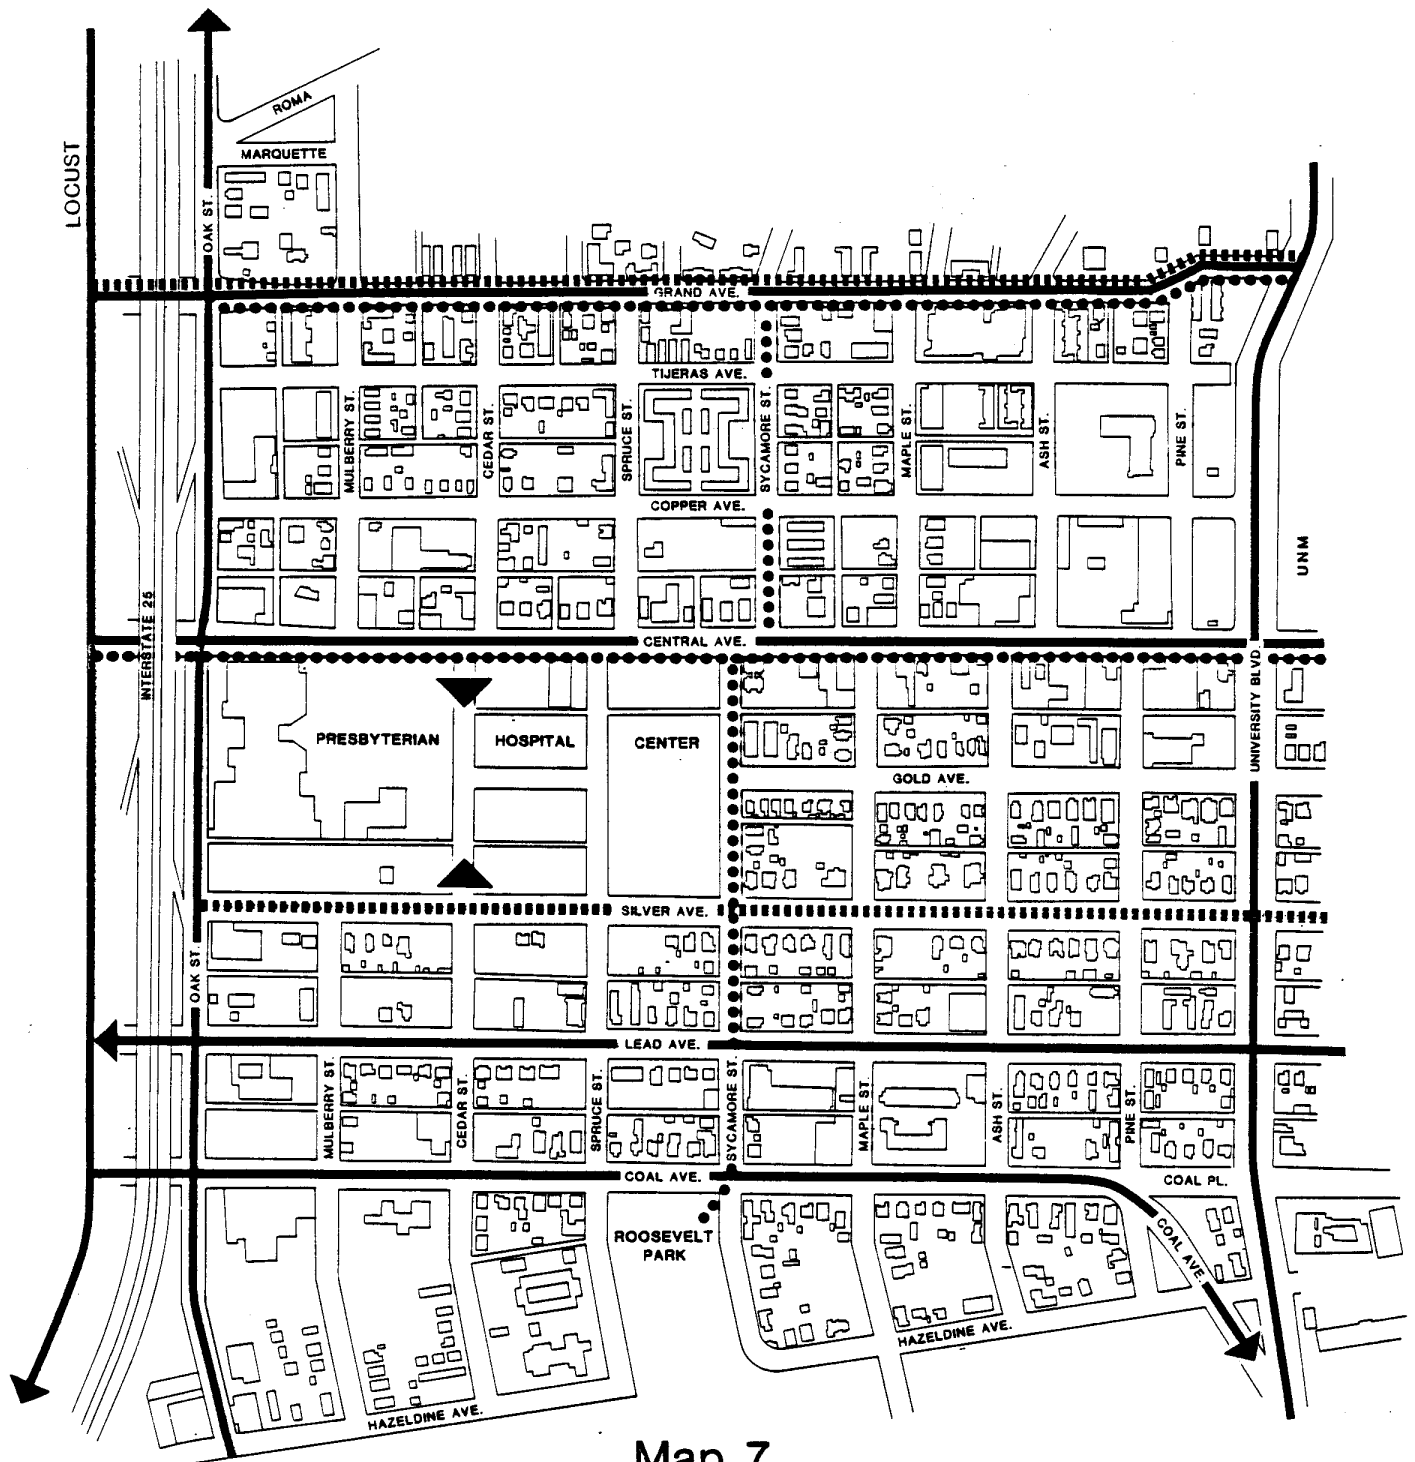 ROMA
MARQUETTE
LOCUST
OAK ST.
GRAND AVE.
TIJERAS AVE.
MULBERRY ST.
CEDAR ST.
SPRUCE ST.
SYCAMORE ST.
MAPLE ST.
ASH ST.
PINE ST.
COPPER AVE.
UNM
INTERSTATE 25
CENTRAL AVE.
UNIVERSITY BLVD.
PRESBYTERIAN HOSPITAL CENTER
GOLD AVE.
SILVER AVE.
OAK ST.
LEAD AVE.
MULBERRY ST.
CEDAR ST.
SPRUCE ST.
SYCAMORE ST.
MAPLE ST.
ASH ST.
PINE ST.
COAL AVE.
COAL PL.
ROOSEVELT
PARK
COAL AVE.
HAZELDINE AVE.
HAZELDINE AVE.
Map 7